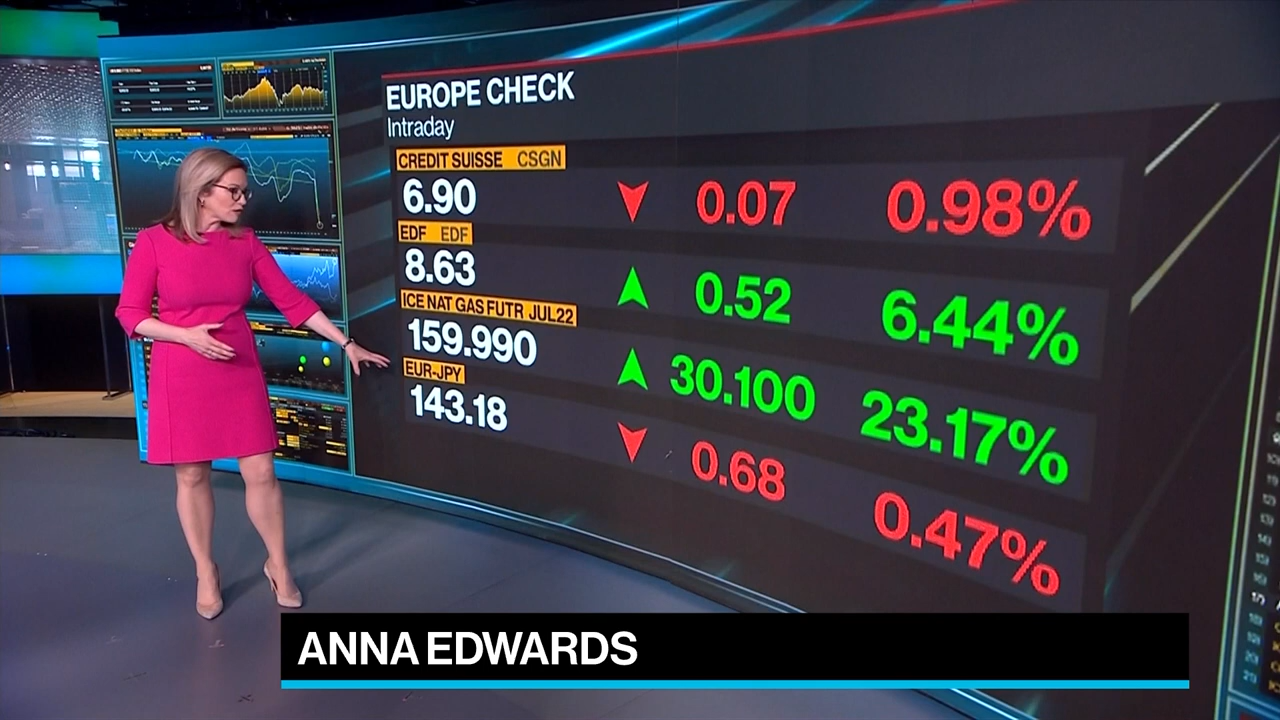 EUROPE CHECK
Intraday
CREDIT SUISSE CSGN
6.90 0.07 0.98%
EDF EDF
8.63 0.52 6.44%
ICE NAT GAS FUTR JUL22
159.990 30.100 23.17%
EUR-JPY
143.18 0.68 0.47%
ANNA EDWARDS